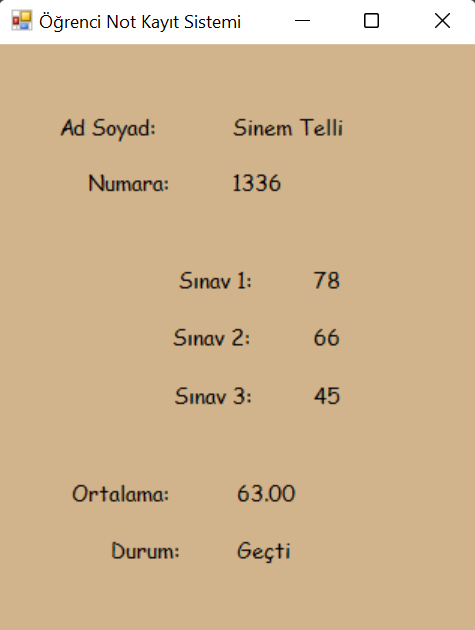 Öğrenci Not Kayıt Sistemi
Ad Soyad: Sinem Telli
Numara: 1336
Sınav 1: 78
Sınav 2: 66
Sınav 3: 45
Ortalama: 63.00
Durum: Geçti